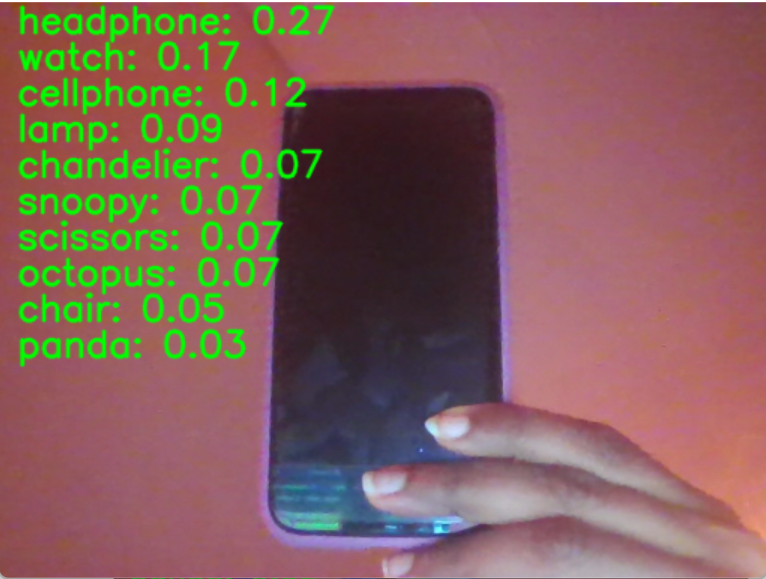 headphone: 0.27
watch: 0.17
cellphone: 0.12
lamp: 0.09
chandelier: 0.07
snoopy: 0.07
scissors: 0.07
octopus: 0.07
chair: 0.05
panda: 0.03